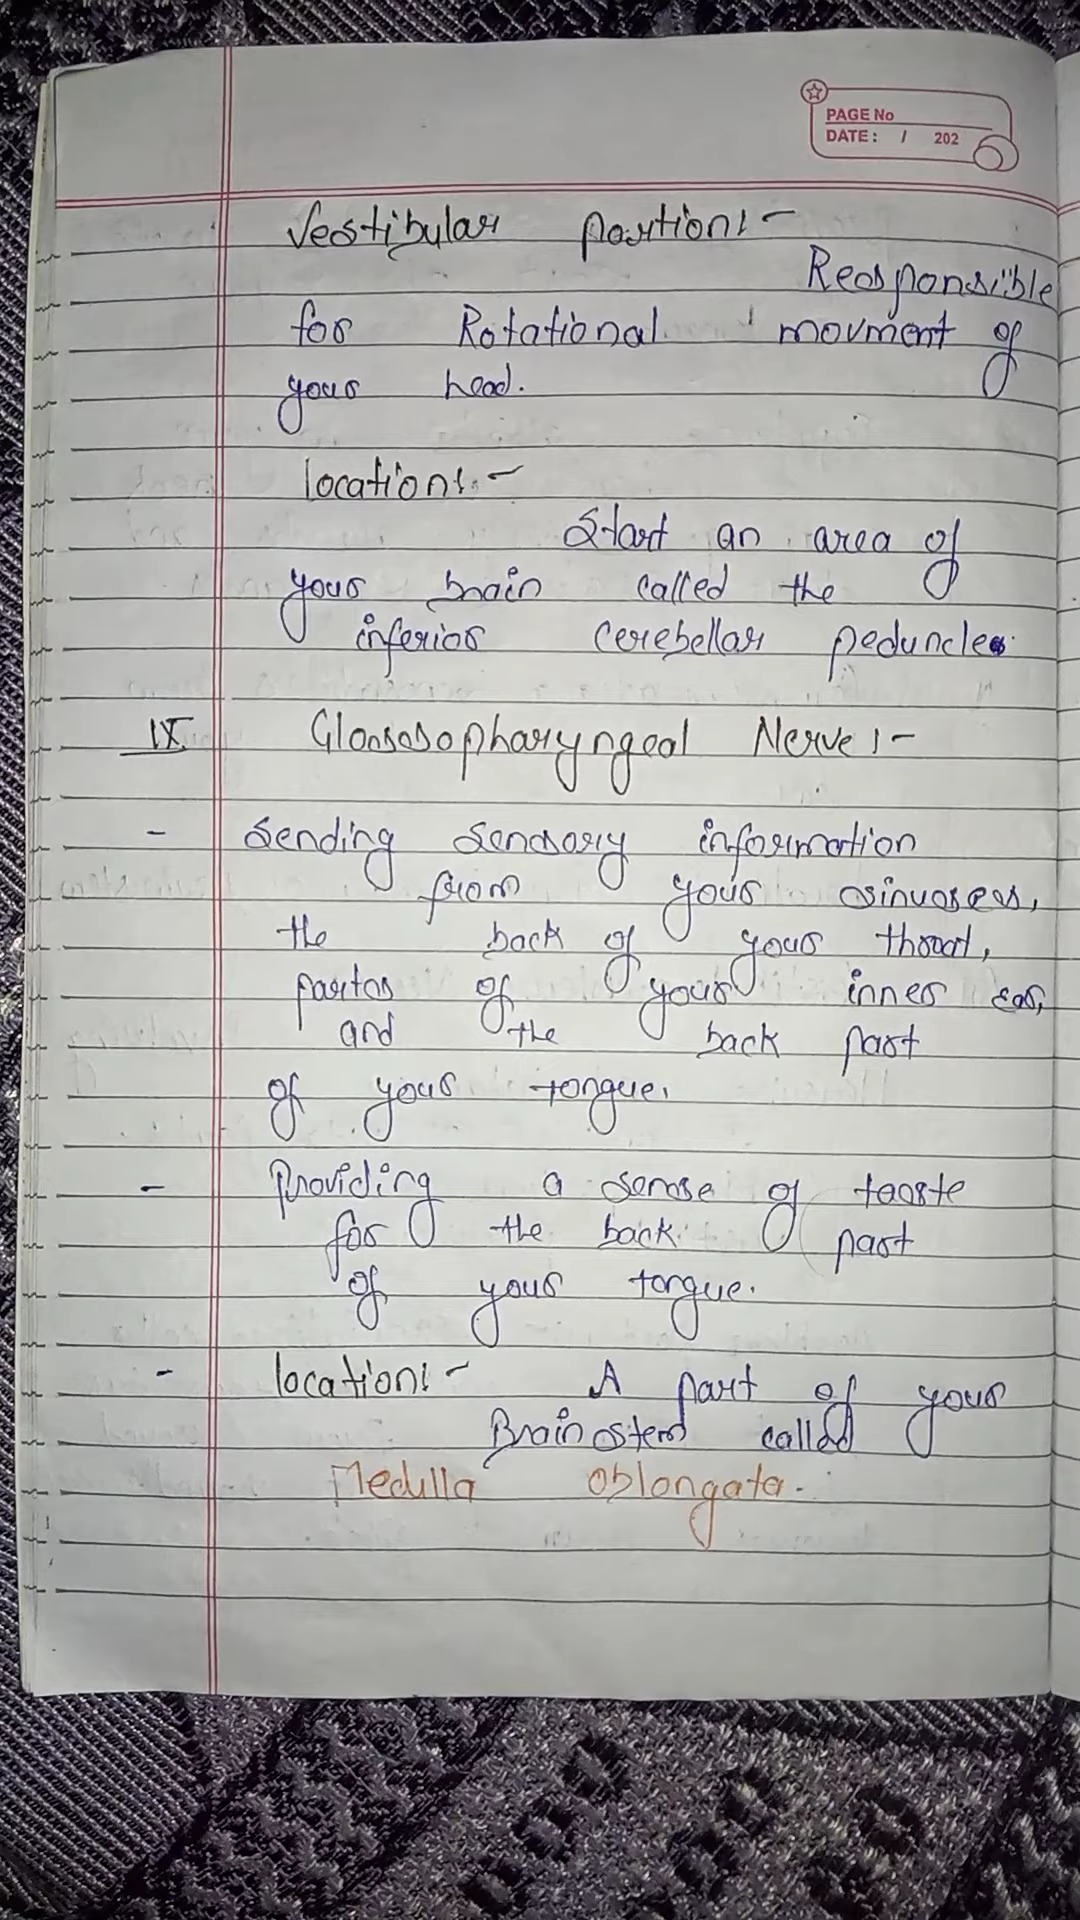 PAGE No
DATE: / 202
Vestibular portion:-
Responsible
for Rotational movment of
your head.
location:-
Start an area of
your brain called the
inferior cerebellar peduncle.
IX Glossopharyngeal Nerve:-
- Sending sensory information
from your sinuses,
the back of your throat,
parts of your inner ear,
and the back part
of your tongue.
- Providing a sense of taste
for the back part
of your tongue.
- location:- A part of your
Brainstem called
Medulla oblongata.